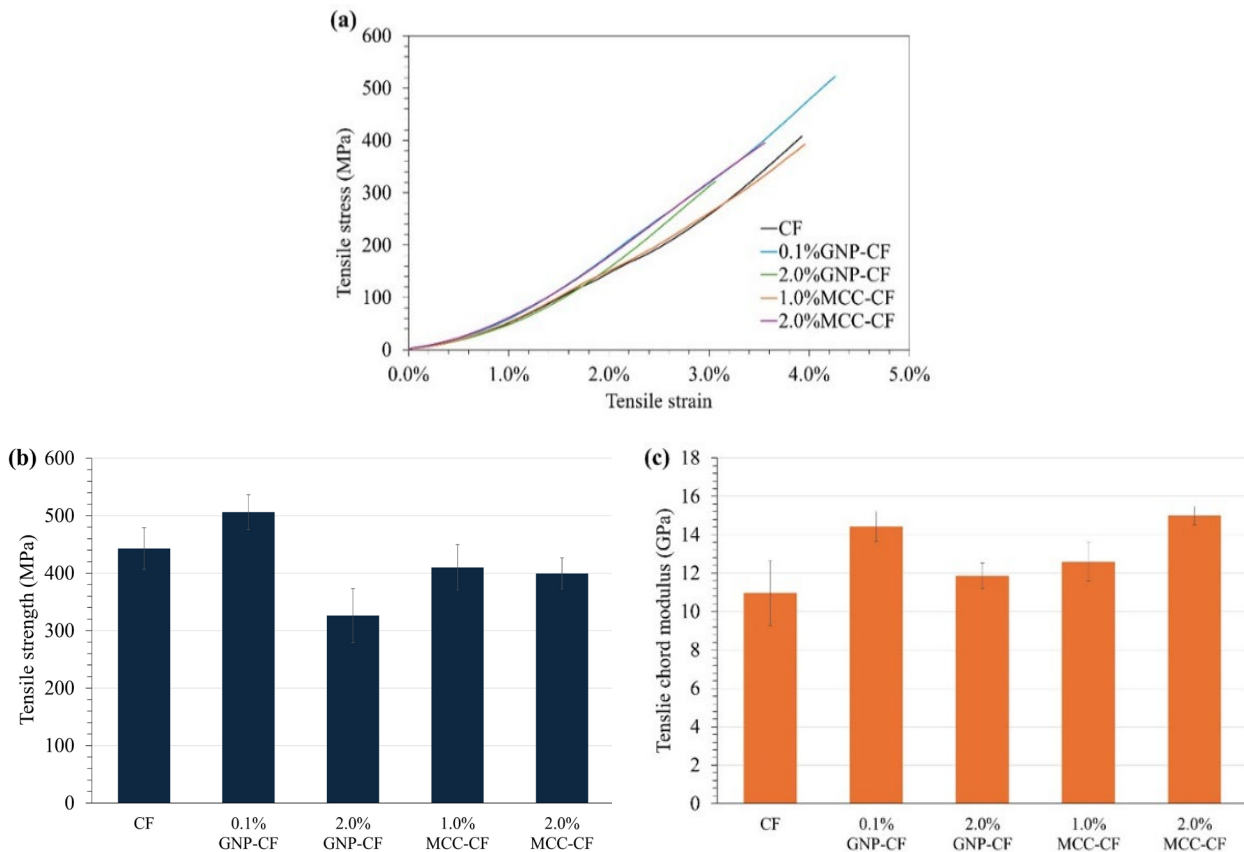 (a)
600
500
400
300
200
100
0
Tensile stress (MPa)
CF
0.1%GNP-CF
2.0%GNP-CF
1.0%MCC-CF
2.0%MCC-CF
0.0% 1.0% 2.0% 3.0% 4.0% 5.0%
Tensile strain
(b)
600
500
400
300
200
100
0
Tensile strength (MPa)
CF 0.1% 2.0% 1.0% 2.0%
GNP-CF GNP-CF MCC-CF MCC-CF
(c)
18
16
14
12
10
8
6
4
2
0
Tenslie chord modulus (GPa)
CF 0.1% 2.0% 1.0% 2.0%
GNP-CF GNP-CF MCC-CF MCC-CF